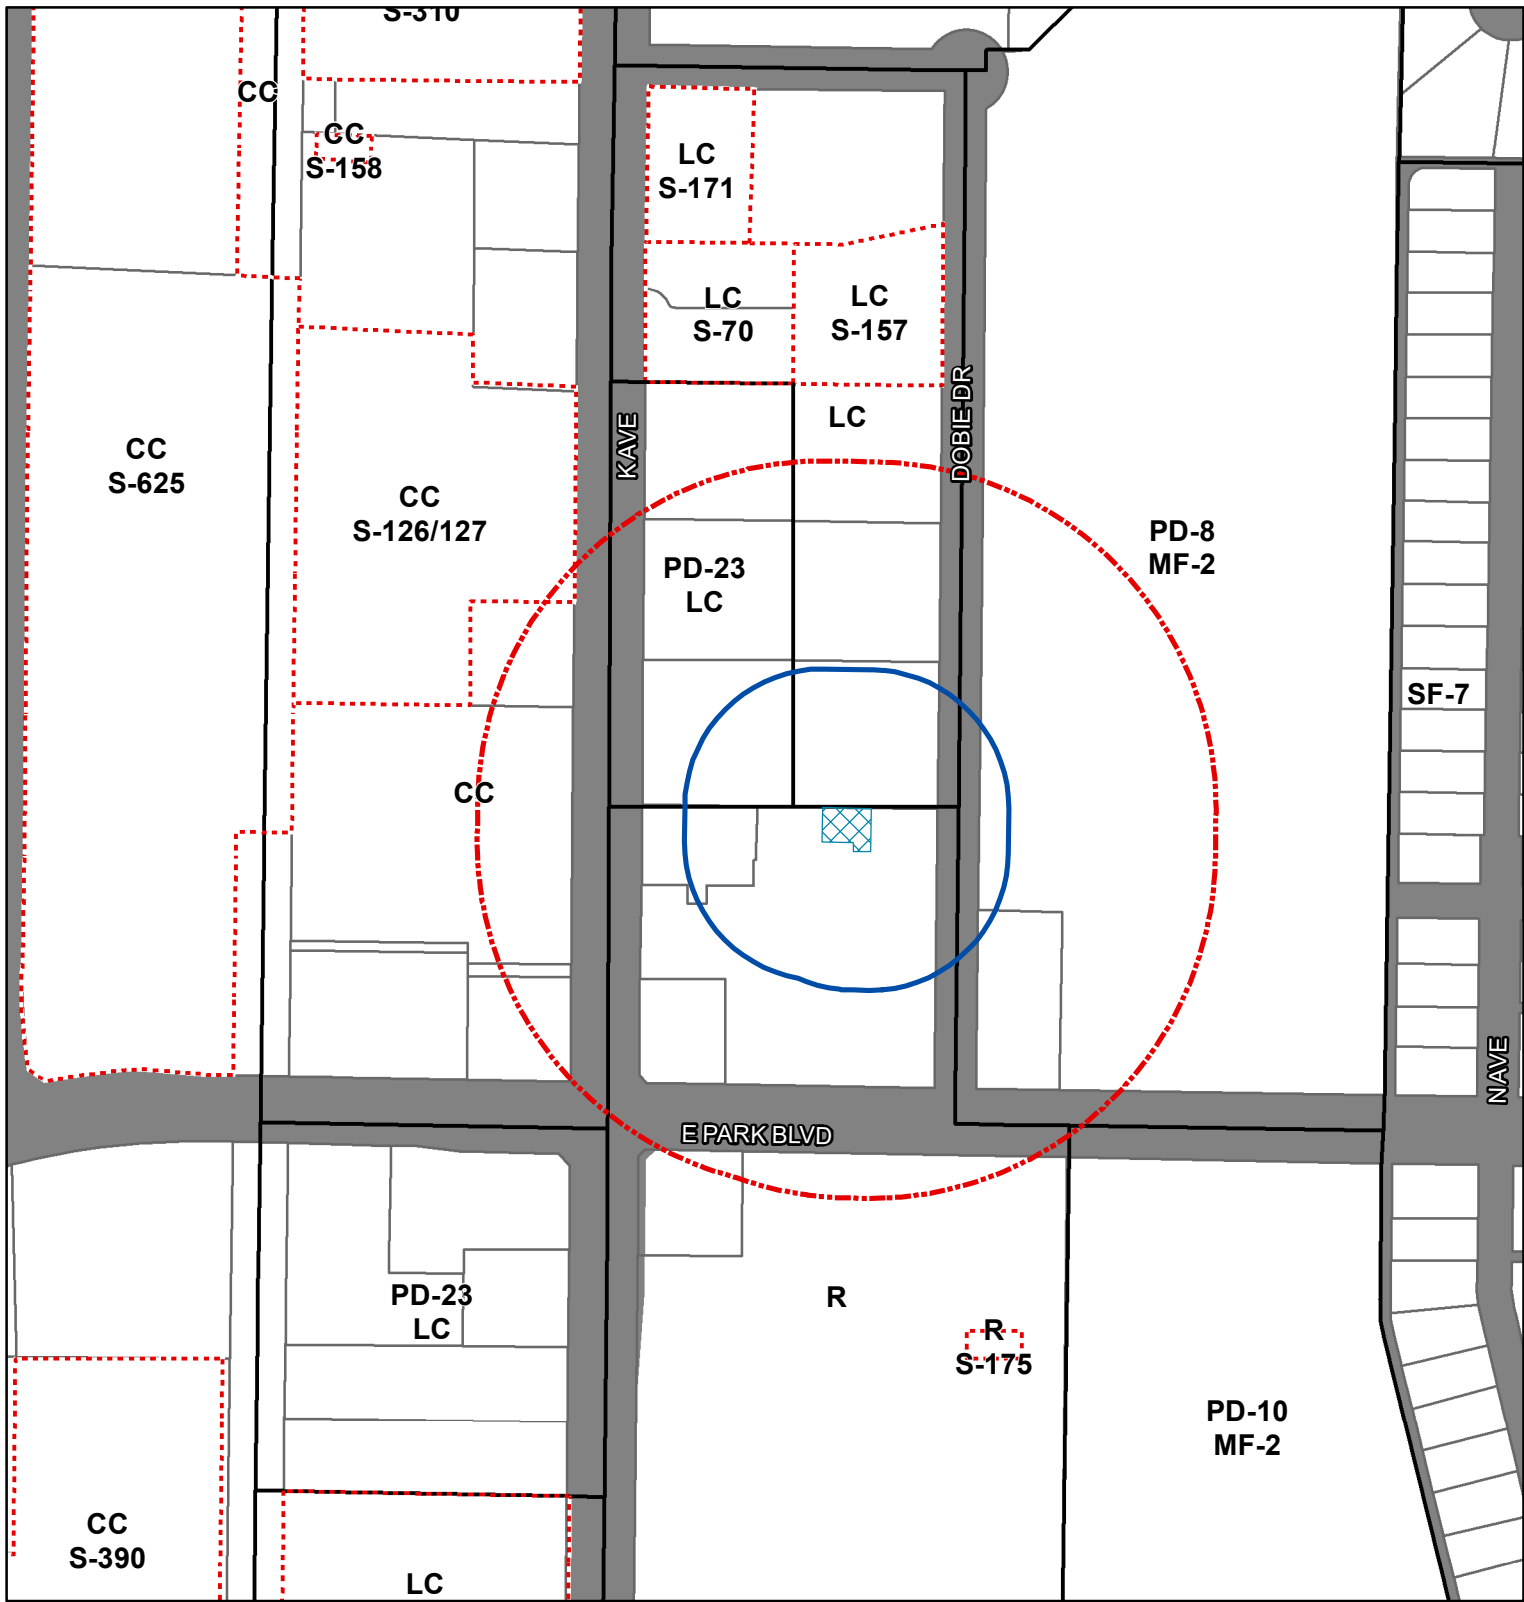 S-310
CC
CC
S-158
LC
S-171
LC
S-70
LC
S-157
DOBIE DR
K AVE
LC
CC
S-625
CC
S-126/127
PD-8
MF-2
PD-23
LC
SF-7
CC
N AVE
E PARK BLVD
PD-23
LC
R
R
S-175
PD-10
MF-2
CC
S-390
LC